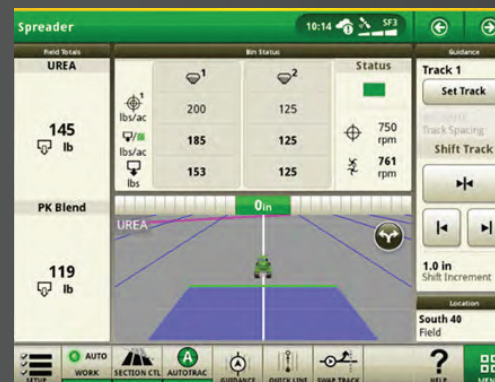 Spreader
10:14
SF3
Field Totals
UREA
145
lb
PK Blend
119
lb
Bin Status
1
2
Status
1
lbs/ac
200
125
lbs/ac
185
125
lbs
153
125
750
rpm
761
rpm
0in
UREA
Guidance
Track 1
Set Track
Track Spacing
Shift Track
1.0 in
Shift Increment
Location
South 40
Field
SETUP
AUTO
WORK
SECTION CTL
A
AUTOTRAC
GUIDANCE
QUICK LINE
SWAP TRACK
?
HELP